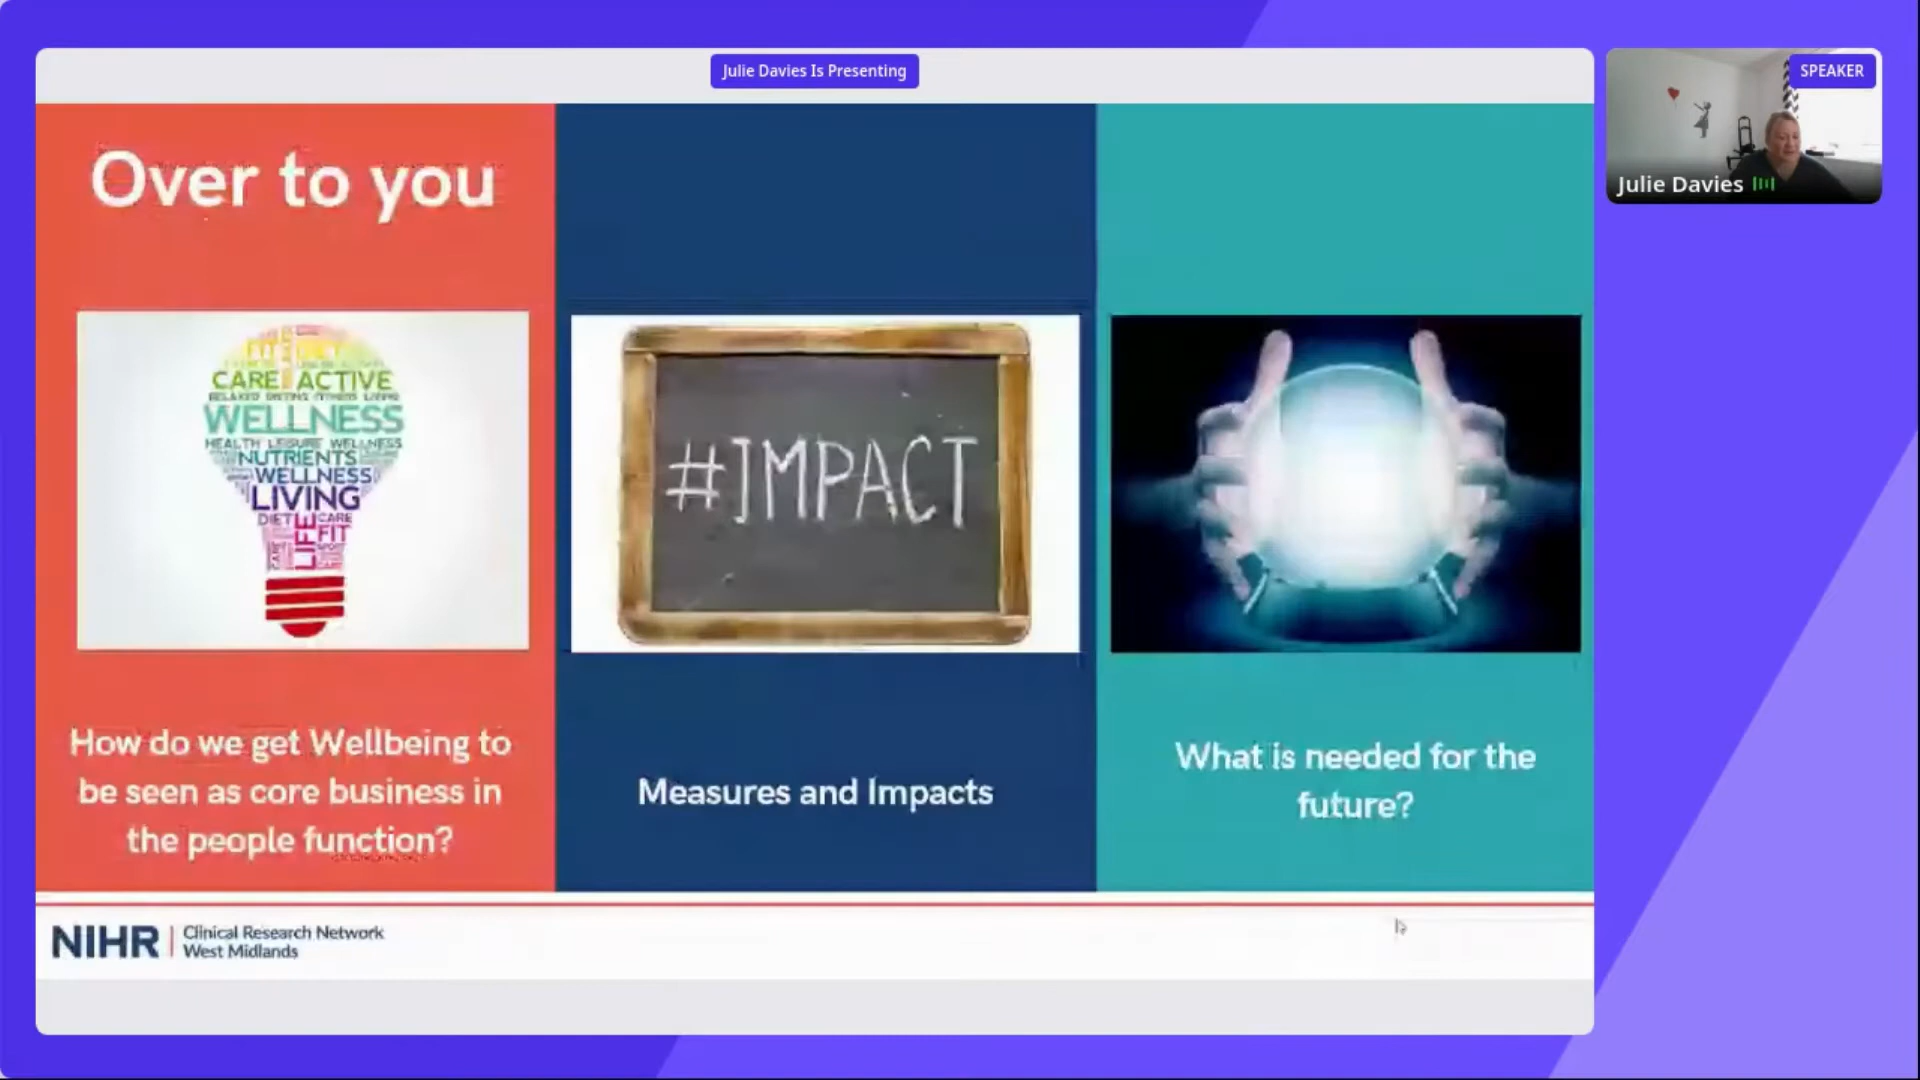 Julie Davies Is Presenting
SPEAKER
Julie Davies
Over to you
CARE ACTIVE
WELLNESS
HEALTH LEISURE WELLNESS
NUTRIENTS
WELLNESS
LIVING
DIET LIFE CARE
FIT
#IMPACT
How do we get Wellbeing to
be seen as core business in
the people function?
Measures and Impacts
What is needed for the
future?
NIHR
Clinical Research Network
West Midlands